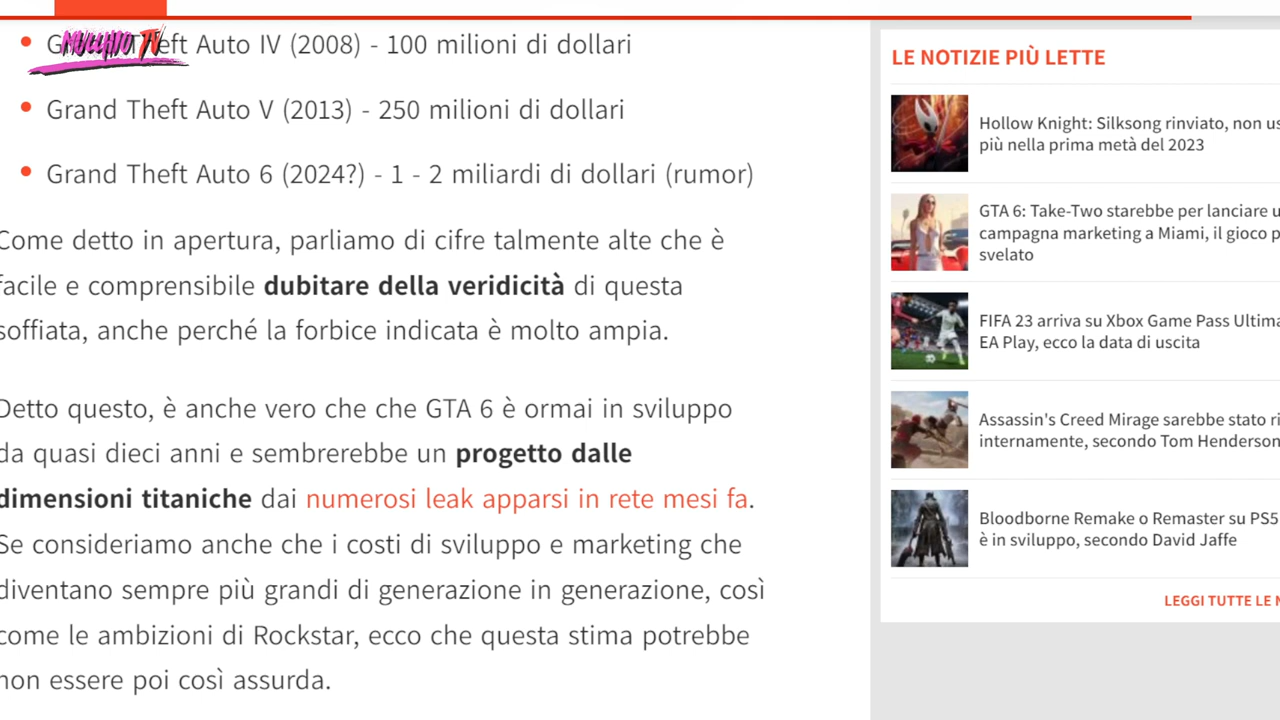 MUCCHIO TV
Grand Theft Auto IV (2008) - 100 milioni di dollari
Grand Theft Auto V (2013) - 250 milioni di dollari
Grand Theft Auto 6 (2024?) - 1 - 2 miliardi di dollari (rumor)
Come detto in apertura, parliamo di cifre talmente alte che è
facile e comprensibile dubitare della veridicità di questa
soffiata, anche perché la forbice indicata è molto ampia.
Detto questo, è anche vero che che GTA 6 è ormai in sviluppo
da quasi dieci anni e sembrerebbe un progetto dalle
dimensioni titaniche dai numerosi leak apparsi in rete mesi fa.
Se consideriamo anche che i costi di sviluppo e marketing che
diventano sempre più grandi di generazione in generazione, così
come le ambizioni di Rockstar, ecco che questa stima potrebbe
non essere poi così assurda.
LE NOTIZIE PIÙ LETTE
Hollow Knight: Silksong rinviato, non us
più nella prima metà del 2023
GTA 6: Take-Two starebbe per lanciare u
campagna marketing a Miami, il gioco p
svelato
FIFA 23 arriva su Xbox Game Pass Ultima
EA Play, ecco la data di uscita
Assassin's Creed Mirage sarebbe stato ri
internamente, secondo Tom Henderson
Bloodborne Remake o Remaster su PS5
è in sviluppo, secondo David Jaffe
LEGGI TUTTE LE N